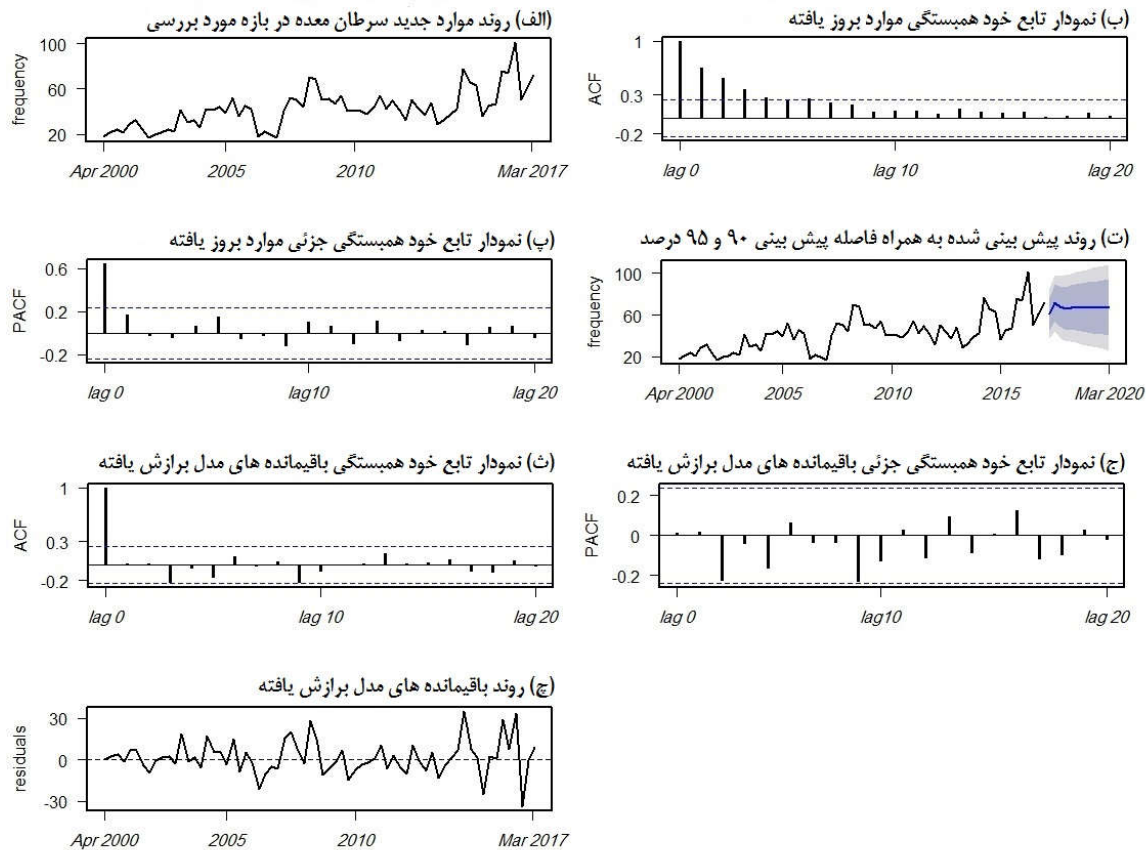 (الف) روند موارد جدید سرطان معده در بازه مورد بررسی
frequency
100
60
20
Apr 2000 2005 2010 Mar 2017
(ب) نمودار تابع خود همبستگی موارد بروز یافته
ACF
1
0.3
-0.2
lag 0 lag 10 lag 20
(پ) نمودار تابع خود همبستگی جزئی موارد بروز یافته
PACF
0.6
0.2
-0.2
lag 0 lag10 lag 20
(ت) روند پیش بینی شده به همراه فاصله پیش بینی ۹۰ و ۹۵ درصد
frequency
100
60
20
Apr 2000 2005 2010 2015 Mar 2020
(ث) نمودار تابع خود همبستگی باقیمانده های مدل برازش یافته
ACF
1
0.3
-0.2
lag 0 lag 10 lag 20
(ج) نمودار تابع خود همبستگی جزئی باقیمانده های مدل برازش یافته
PACF
0.2
0
-0.2
lag 0 lag10 lag 20
(چ) روند باقیمانده های مدل برازش یافته
residuals
30
0
-30
Apr 2000 2005 2010 Mar 2017